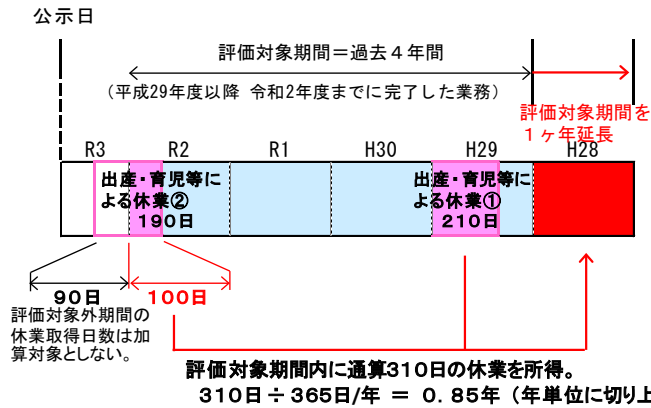 公示日
評価対象期間＝過去４年間
（平成29年度以降 令和2年度までに完了した業務）
評価対象期間を
１ヶ年延長
R3 R2 R1 H30 H29 H28
出産・育児等に
よる休業②
190日
出産・育児等に
よる休業①
210日
90日
100日
評価対象外期間の
休業取得日数は加
算対象としない。
評価対象期間内に通算310日の休業を所得。
310日÷365日/年 ＝ 0．85年（年単位に切り上